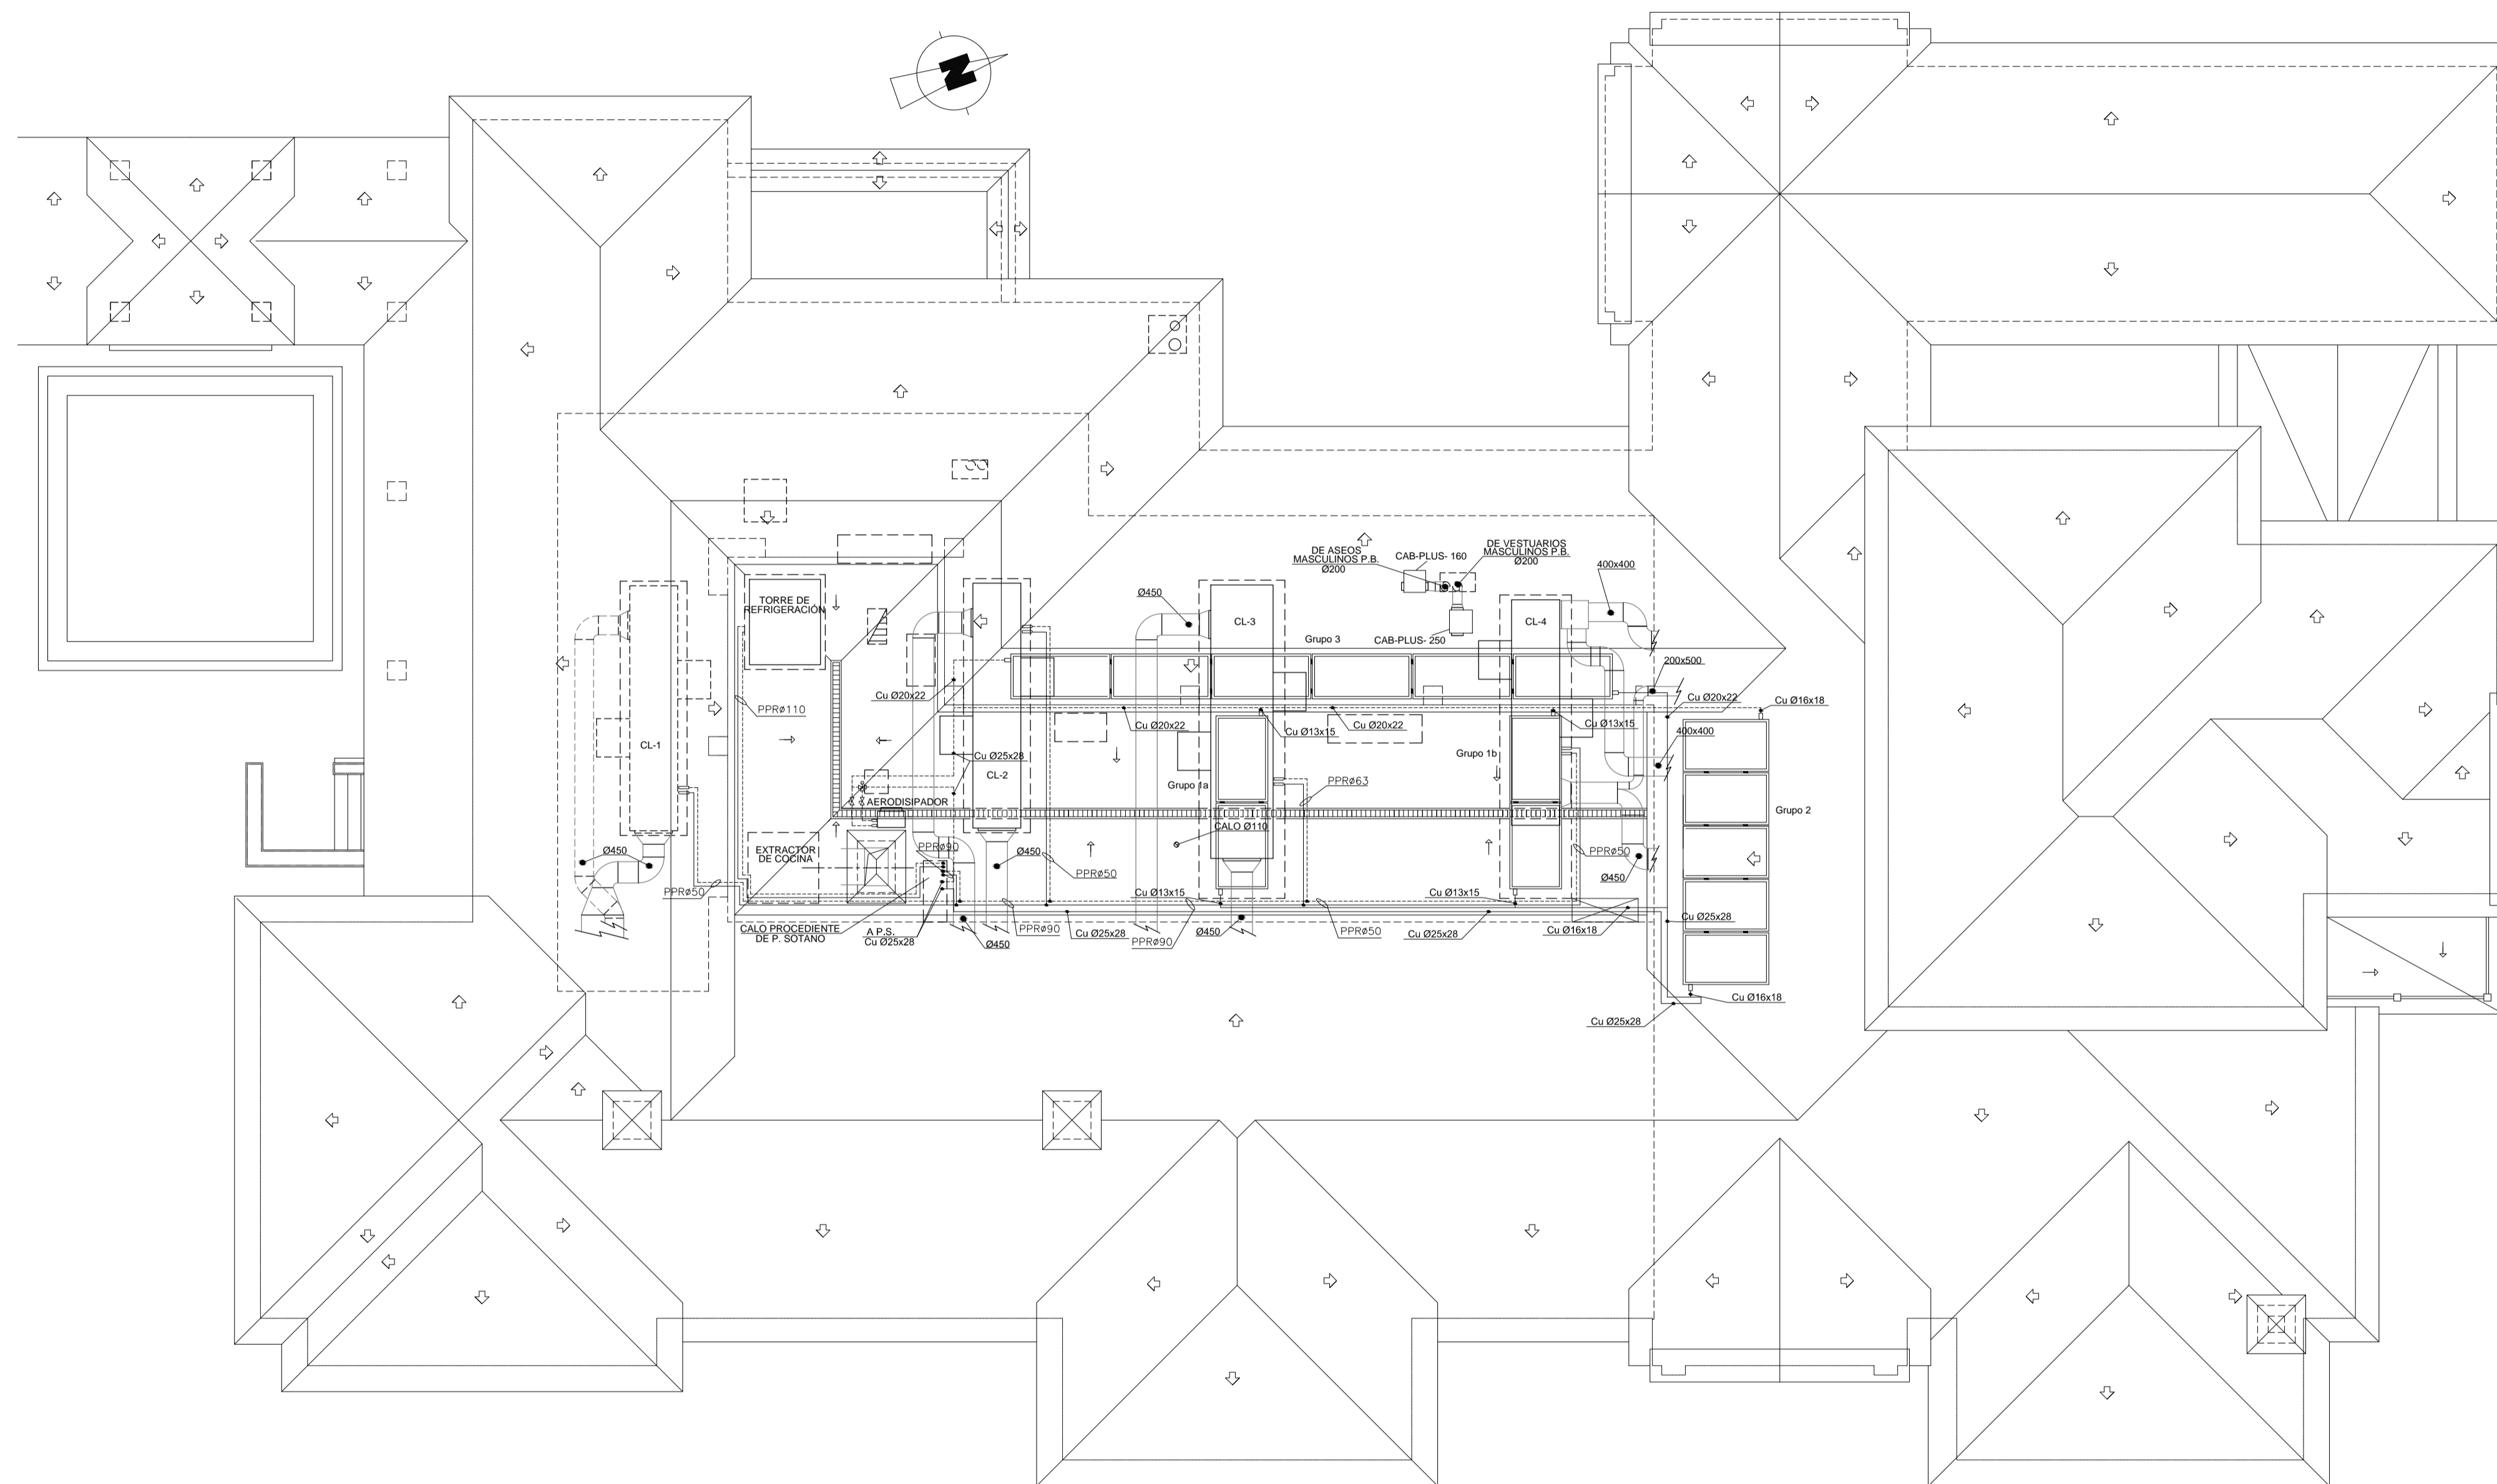 N
DE ASEOS
MASCULINOS P.B.
Ø200
CAB-PLUS- 160
DE VESTUARIOS
MASCULINOS P.B.
Ø200
400x400
TORRE DE
REFRIGERACIÓN
Ø450
CL-3
CL-4
Grupo 3
CAB-PLUS- 250
200x500
Cu Ø20x22
Cu Ø20x22
Cu Ø16x18
PPRø110
Cu Ø20x22
Cu Ø20x22
Cu Ø13x15
Cu Ø13x15
400x400
CL-1
Cu Ø25x28
Grupo 1b
CL-2
Grupo 1a
PPRø63
AERODISIPADOR
Grupo 2
CALO Ø110
EXTRACTOR
DE COCINA
PPRø90
Ø450
Ø450
PPRø50
PPRø50
Ø450
PPRø50
Cu Ø13x15
Cu Ø13x15
CALO PROCEDIENTE
DE P. SOTANO
A P.S.
Cu Ø25x28
Ø450
PPRø90
Cu Ø25x28
PPRø90
Ø450
PPRø50
Cu Ø25x28
Cu Ø16x18
Cu Ø25x28
Cu Ø16x18
Cu Ø25x28